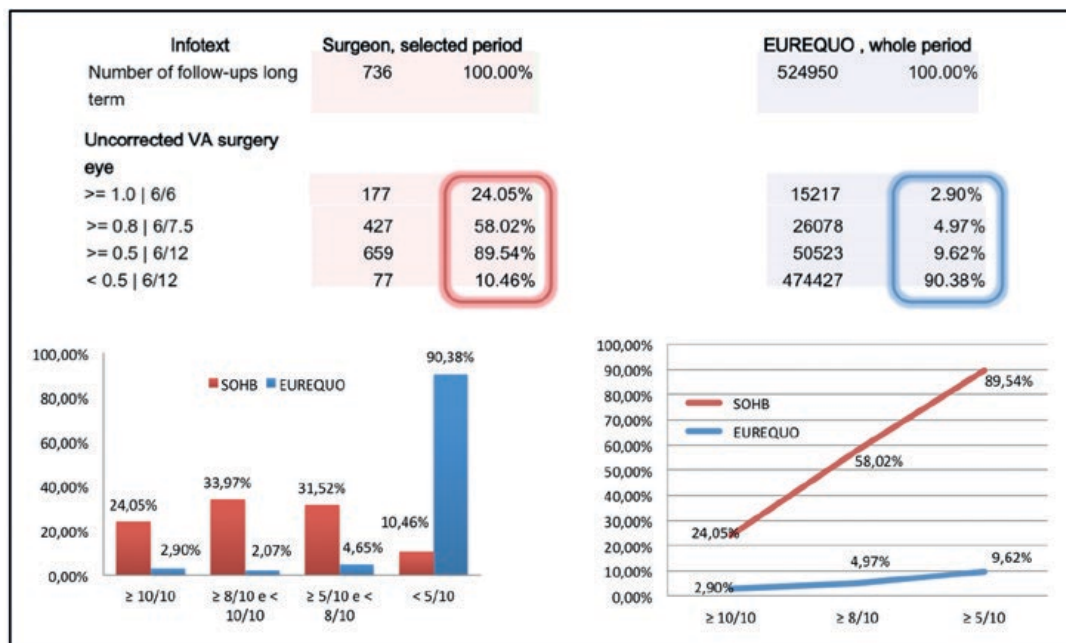 Infotext Surgeon, selected period EUREQUO , whole period
Number of follow-ups long 736 100.00% 524950 100.00%
term
Uncorrected VA surgery
eye
>= 1.0 | 6/6 177 24.05% 15217 2.90%
>= 0.8 | 6/7.5 427 58.02% 26078 4.97%
>= 0.5 | 6/12 659 89.54% 50523 9.62%
< 0.5 | 6/12 77 10.46% 474427 90.38%
100,00%
80,00%
60,00%
40,00%
20,00%
0,00%
SOHB EUREQUO
24,05%
2,90%
33,97%
2,07%
31,52%
4,65%
10,46%
90,38%
≥ 10/10
≥ 8/10 e <
10/10
≥ 5/10 e <
8/10
< 5/10
100,00%
90,00%
80,00%
70,00%
60,00%
50,00%
40,00%
30,00%
20,00%
10,00%
0,00%
SOHB
EUREQUO
24,05%
58,02%
89,54%
2,90%
4,97%
9,62%
≥ 10/10
≥ 8/10
≥ 5/10